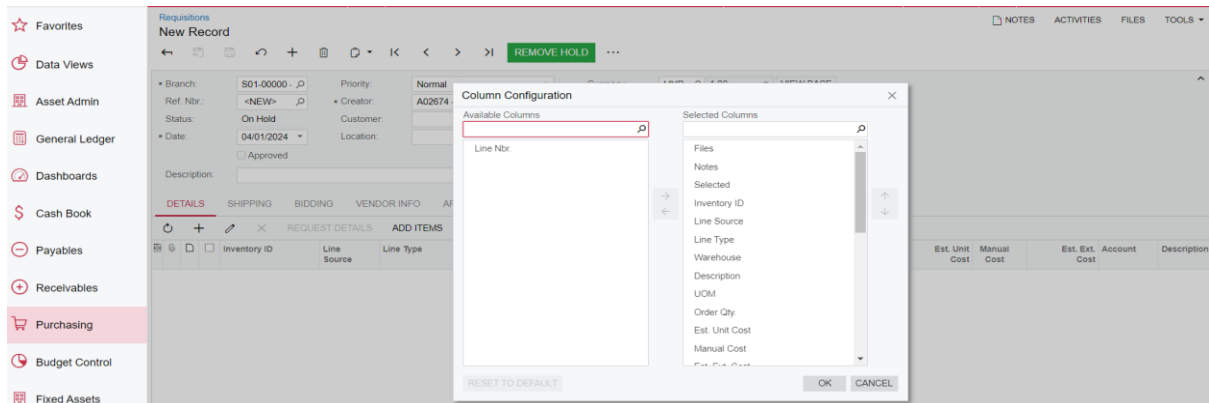 Favorites
Data Views
Asset Admin
General Ledger
Dashboards
Cash Book
Payables
Receivables
Purchasing
Budget Control
Fixed Assets
Requisitions
New Record
NOTES ACTIVITIES FILES TOOLS
REMOVE HOLD ...
* Branch: S01-00000 - Priority: Normal
Ref. Nbr.: <NEW> * Creator: A02674 -
Status: On Hold Customer:
* Date: 04/01/2024 Location:
Approved
Description:
DETAILS SHIPPING BIDDING VENDOR INFO
REQUEST DETAILS ADD ITEMS
Inventory ID Line Source Line Type Est. Unit Cost Manual Cost Est. Ext. Cost Account Description
Column Configuration
Available Columns
Line Nbr.
Selected Columns
Files
Notes
Selected
Inventory ID
Line Source
Line Type
Warehouse
Description
UOM
Order Qty.
Est. Unit Cost
Manual Cost
RESET TO DEFAULT OK CANCEL